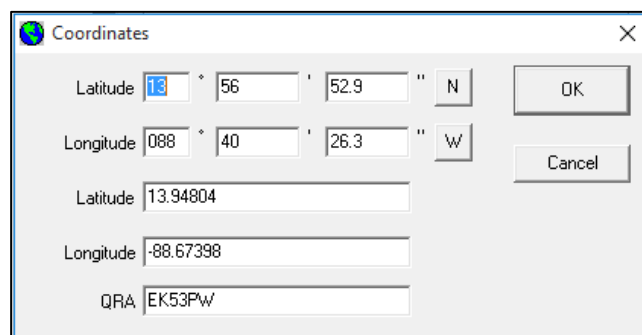 Coordinates
Latitude 13 ° 56 ' 52.9 " N OK
Longitude 088 ° 40 ' 26.3 " W
Cancel
Latitude 13.94804
Longitude -88.67398
QRA EK53PW